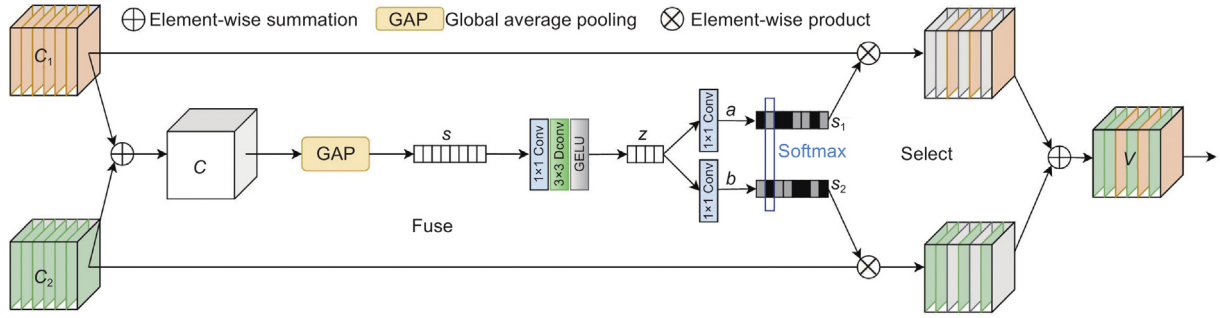 Element-wise summation
GAP Global average pooling
Element-wise product
C1
C
GAP
s
1×1 Conv
3×3 Dconv
GELU
z
1×1 Conv
a
s1
Softmax
1×1 Conv
b
s2
Select
V
Fuse
C2